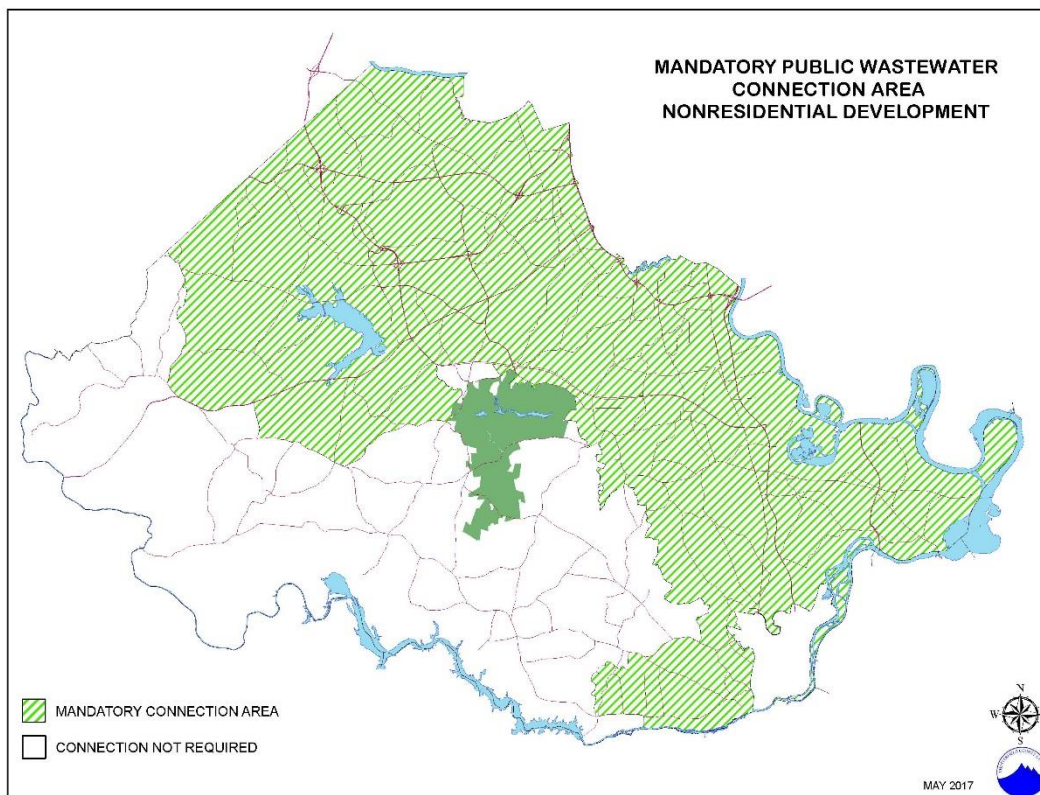 MANDATORY PUBLIC WASTEWATER
CONNECTION AREA
NONRESIDENTIAL DEVELOPMENT
MANDATORY CONNECTION AREA
CONNECTION NOT REQUIRED
N
W
E
S
MAY 2017